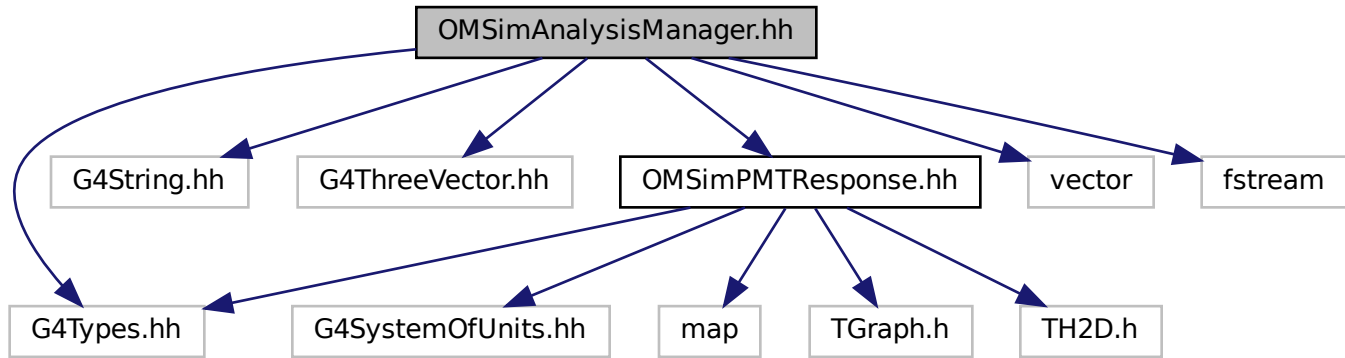 OMSimAnalysisManager.hh
G4String.hh
G4ThreeVector.hh
OMSimPMTResponse.hh
vector
fstream
G4Types.hh
G4SystemOfUnits.hh
map
TGraph.h
TH2D.h